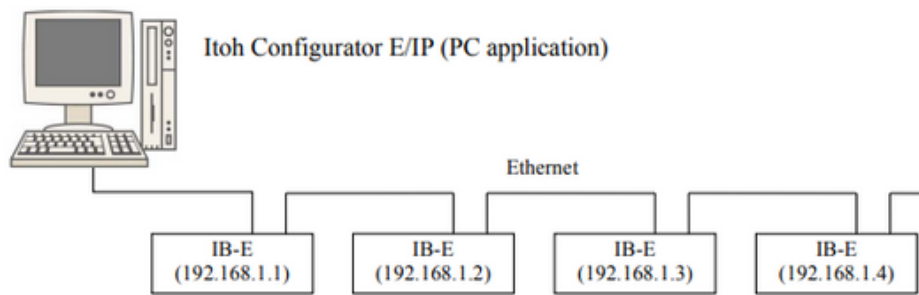 Itoh Configurator E/IP (PC application)
Ethernet
IB-E
(192.168.1.1)
IB-E
(192.168.1.2)
IB-E
(192.168.1.3)
IB-E
(192.168.1.4)